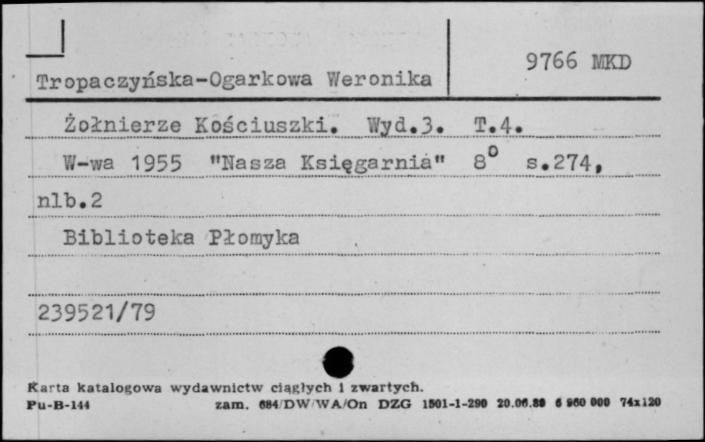 9766 MKD
Tropaczyńska-Ogarkowa Weronika
Żołnierze Kościuszki. Wyd.3. T.4.
W-wa 1955 "Nasza Księgarnia" 8° s.274,
nlb.2
Biblioteka Płomyka
239521/79
Karta katalogowa wydawnictw ciągłych i zwartych.
Pu-B-144 zam. 684/DW/WA/On DZG 1501-1-290 20.06.80 6 960 000 74x120